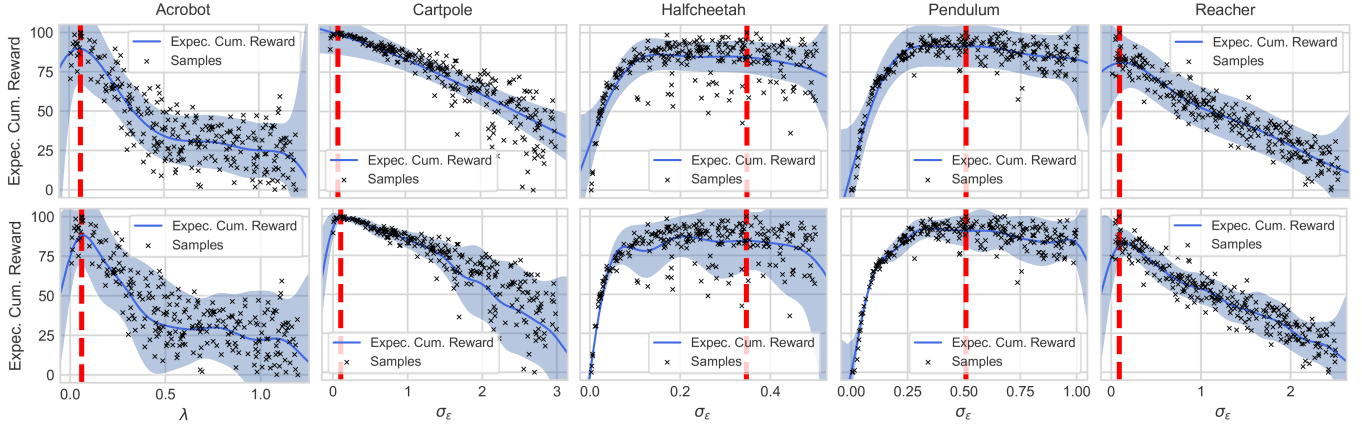 Acrobot Cartpole Halfcheetah Pendulum Reacher
Expec. Cum. Reward
100
75
50
25
0
Expec. Cum. Reward
Samples
Expec. Cum. Reward
Samples
Expec. Cum. Reward
Samples
Expec. Cum. Reward
Samples
Expec. Cum. Reward
Samples
Expec. Cum. Reward
100
75
50
25
0
Expec. Cum. Reward
Samples
Expec. Cum. Reward
Samples
Expec. Cum. Reward
Samples
Expec. Cum. Reward
Samples
Expec. Cum. Reward
Samples
0.0 0.5 1.0
0 1 2 3
0.0 0.2 0.4
0.00 0.25 0.50 0.75 1.00
0 1 2
λ σε σε σε σε